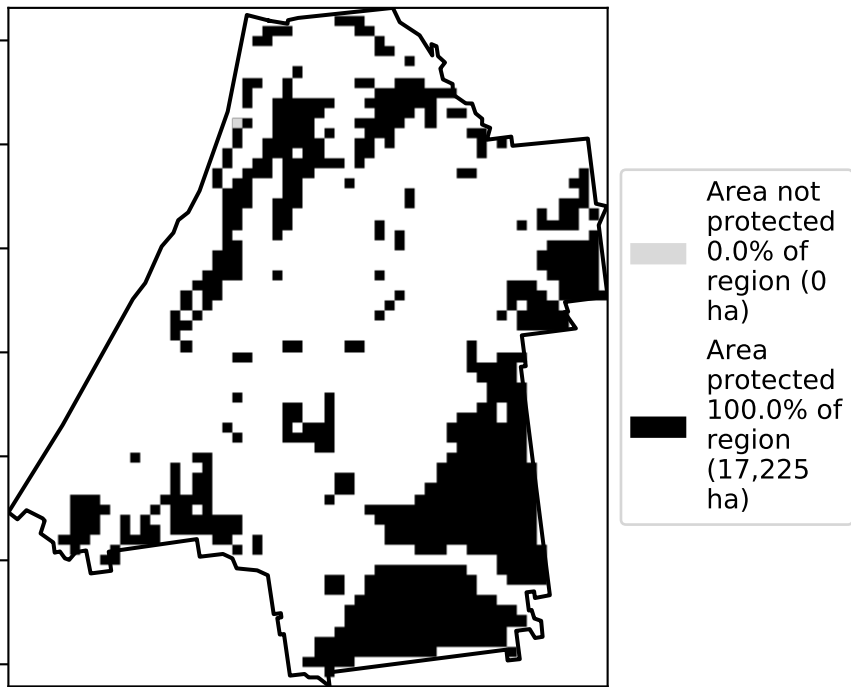 Area not
protected
0.0% of
region (0
ha)
Area
protected
100.0% of
region
(17,225
ha)